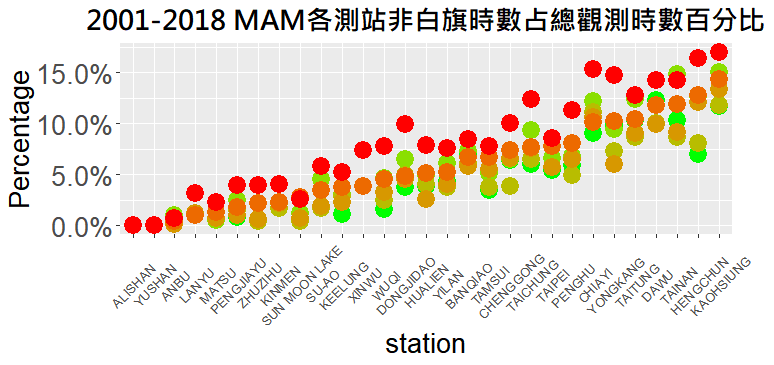 2001-2018 MAM各測站非白旗時數占總觀測時數百分比
Percentage
15.0%
10.0%
5.0%
0.0%
ALISHAN
YUSHAN
ANBU
LANYU
MATSU
PENGJIAYU
ZHUZIHU
KINMEN
SUN MOON LAKE
SU-AO
KEELUNG
XINWU
WUQI
DONGJIDAO
HUALIEN
YILAN
BANQIAO
TAMSUI
CHENGGONG
TAICHUNG
TAIPEI
PENGHU
CHIAYI
YONGKANG
TAITUNG
DAWU
TAINAN
HENGCHUN
KAOHSIUNG
station